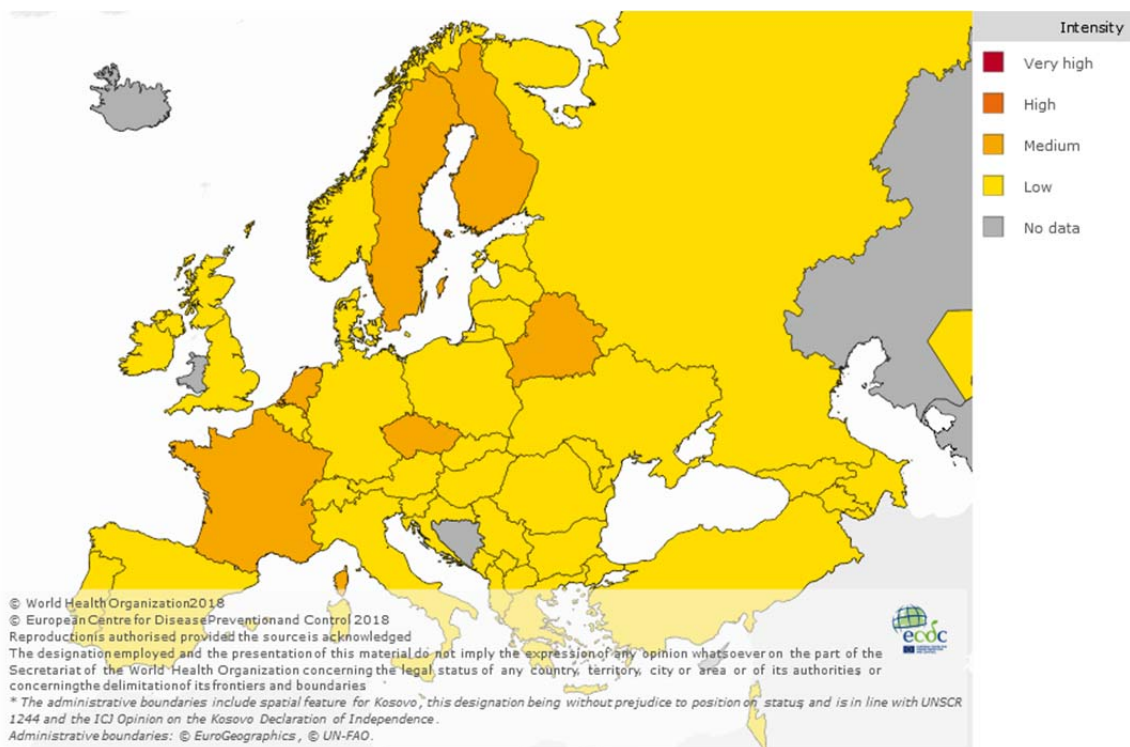 Intensity
Very high
High
Medium
Low
No data
© World HealthOrganization2018
© EuropeanCentre for DiseasePreventionand Control 2018
Reproductionis authorised provided the sourceis acknowledged
The designationemployed and the presentation of this material do not imply the expressionof any opinion whatsoever on the part of the
Secretariat of the World Health Organization concerning the legal status of any country, territory, city or area or of its authorities or
concerningthe delimitationof its frontiers and boundaries
* The administrative boundaries include spatial feature for Kosovo, this designation being without prejudice to position on status, and is in line with UNSCR
1244 and the ICJ Opinion on the Kosovo Declaration of Independence.
Administrative boundaries: © EuroGeographics, © UN-FAO.
ecdc